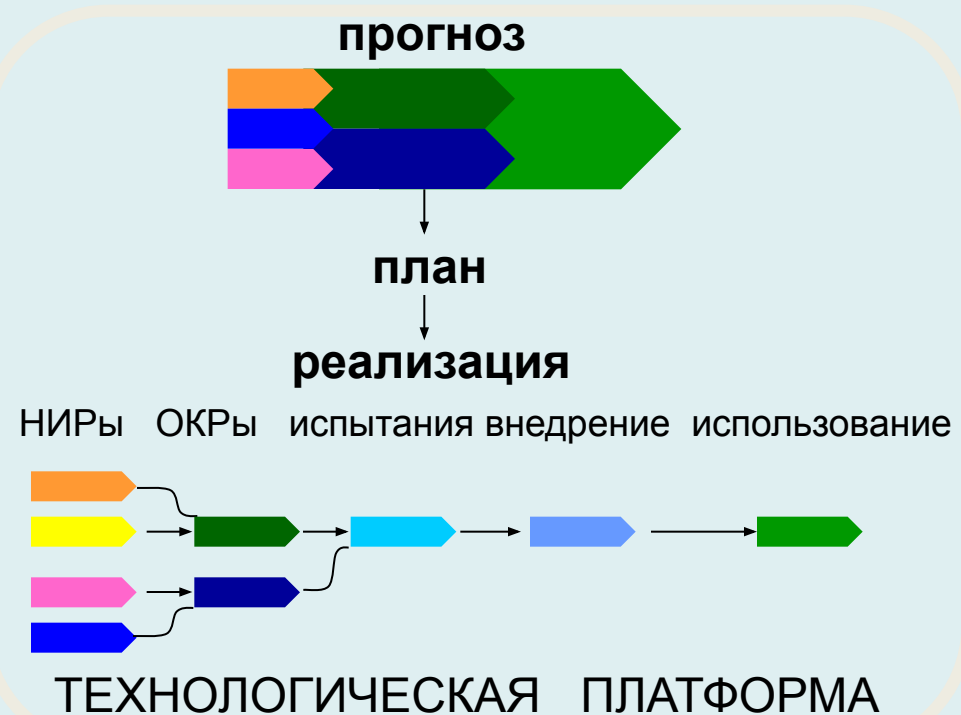 прогноз
план
реализация
НИРы ОКРы испытания внедрение использование
ТЕХНОЛОГИЧЕСКАЯ ПЛАТФОРМА